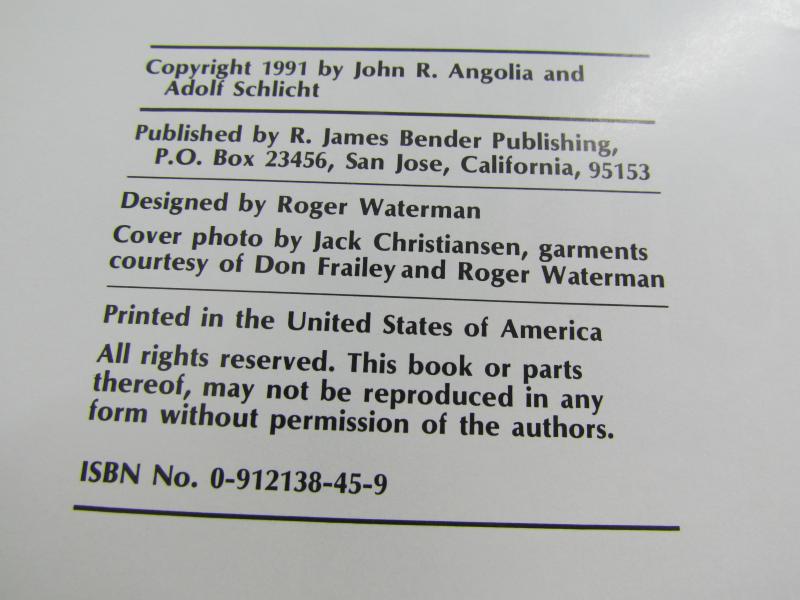 Copyright 1991 by John R. Angolia and
Adolf Schlicht
Published by R. James Bender Publishing,
P.O. Box 23456, San Jose, California, 95153
Designed by Roger Waterman
Cover photo by Jack Christiansen, garments
courtesy of Don Frailey and Roger Waterman
Printed in the United States of America
All rights reserved. This book or parts
thereof, may not be reproduced in any
form without permission of the authors.
ISBN No. 0-912138-45-9